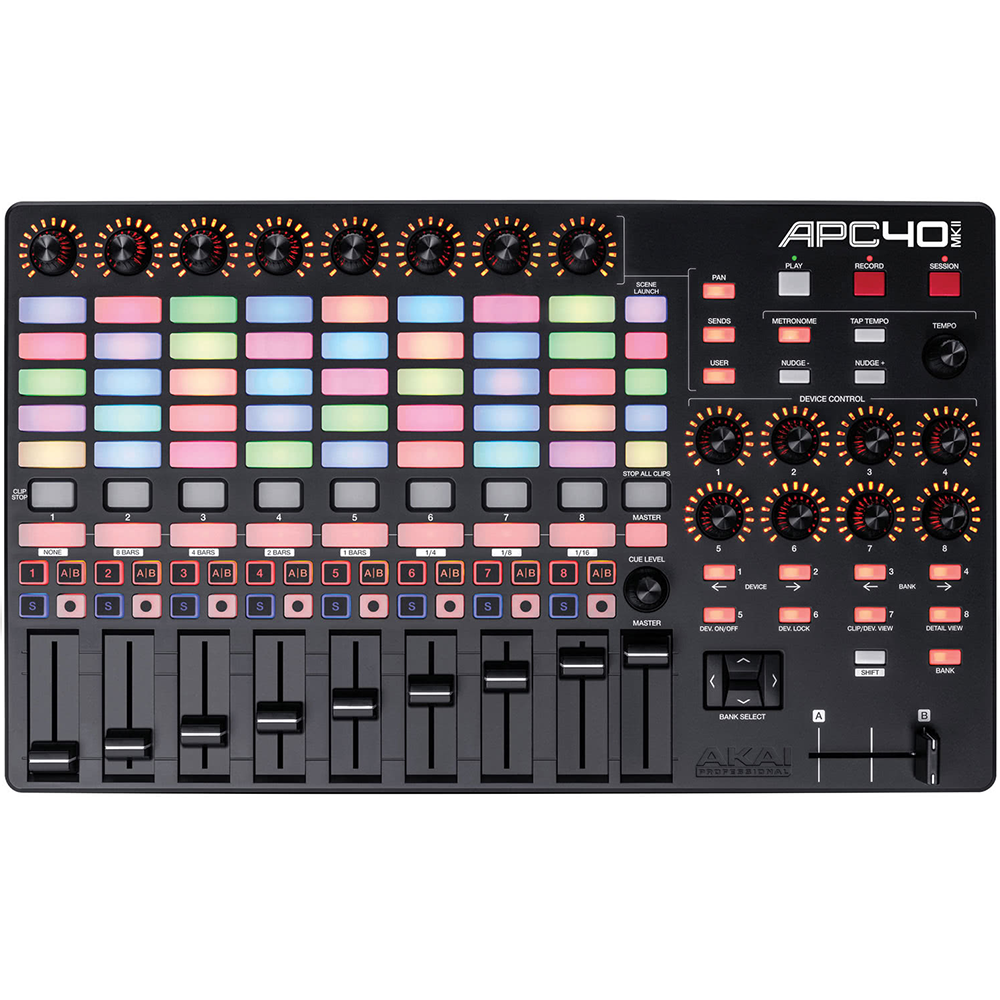 APC40
MKII
PLAY RECORD SESSION
PAN
SCENE
LAUNCH
SENDS METRONOME TAP TEMPO TEMPO
USER NUDGE - NUDGE +
DEVICE CONTROL
1 2 3 4
STOP ALL CLIPS
CLIP
STOP
1 2 3 4 5 6 7 8 MASTER
5 6 7 8
NONE 8 BARS 4 BARS 2 BARS 1 BARS 1/4 1/8 1/16
CUE LEVEL
1 A|B 2 A|B 3 A|B 4 A|B 5 A|B 6 A|B 7 A|B 8 A|B
1 2 3 4
← DEVICE → ← BANK →
S S S S S S S S
MASTER
5 6 7 8
DEV. ON/OFF DEV. LOCK CLIP/DEV. VIEW DETAIL VIEW
SHIFT BANK
BANK SELECT
A B
AKAI
PROFESSIONAL